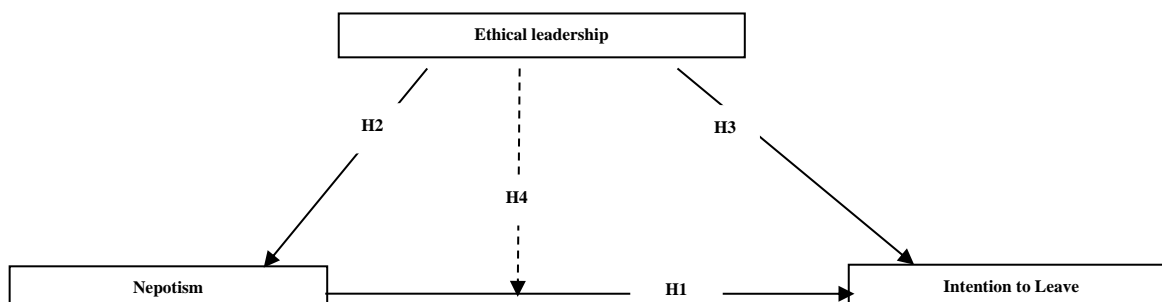 Ethical leadership
H2
H3
H4
Nepotism
H1
Intention to Leave